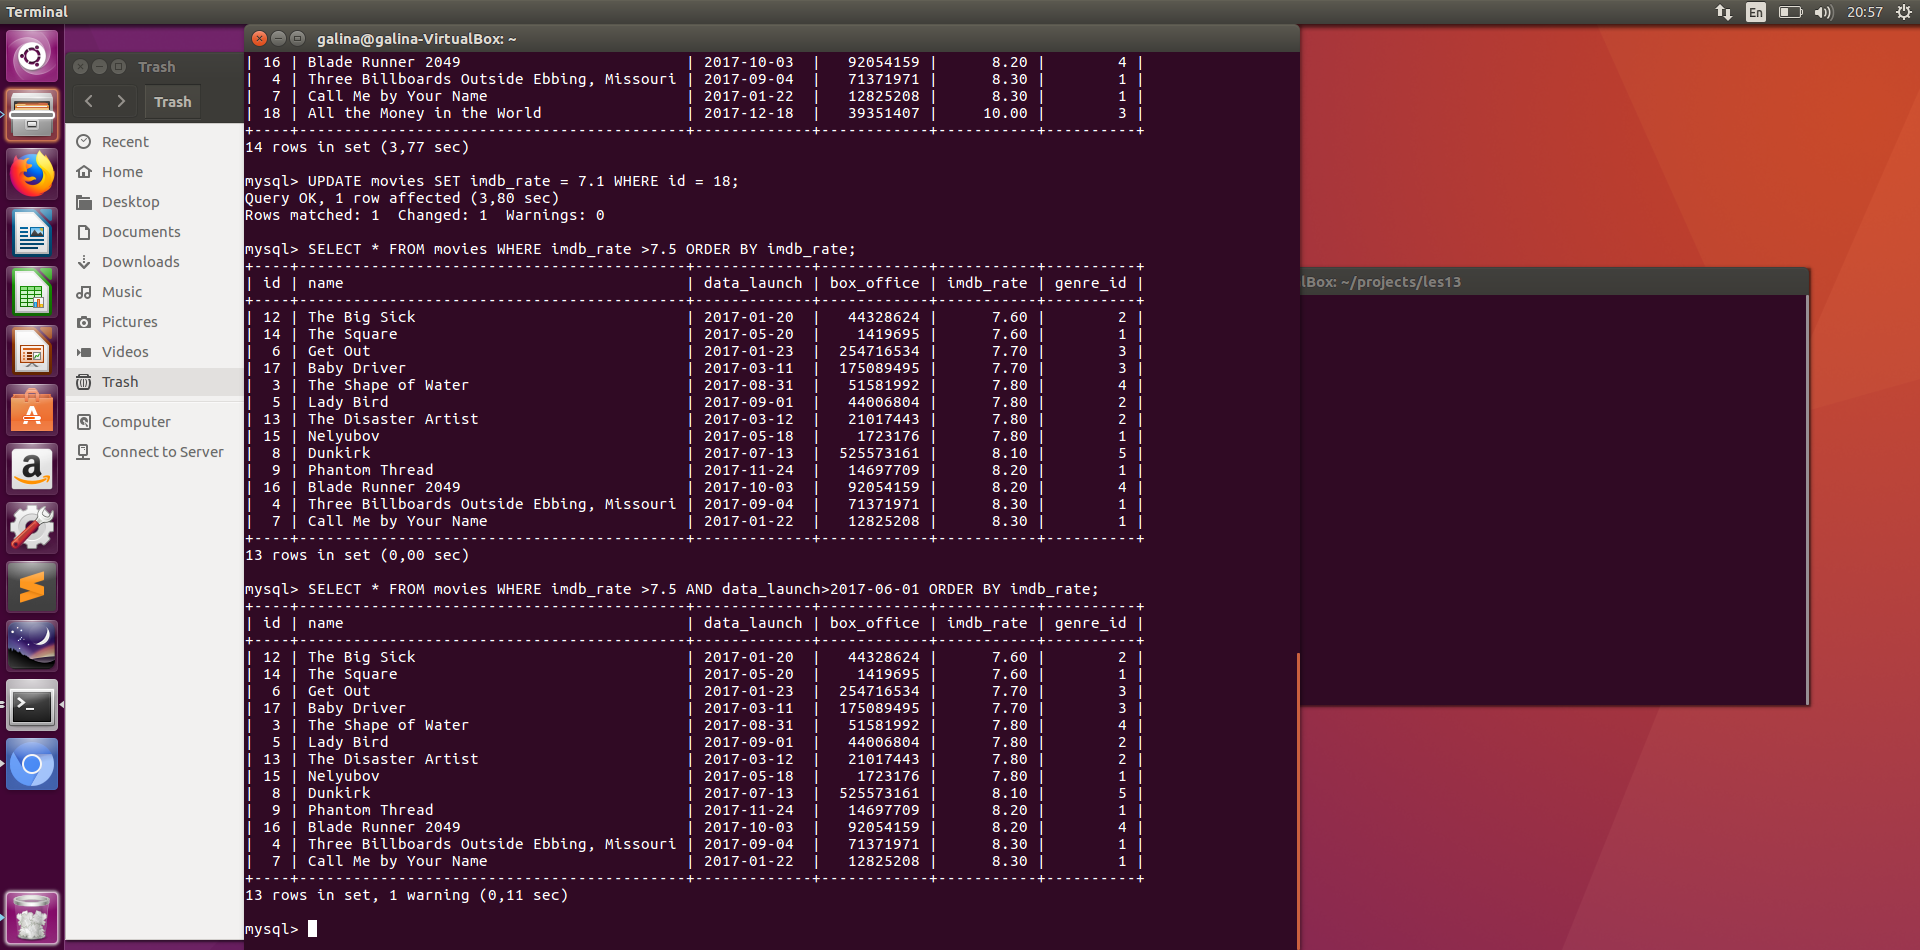 Terminal
En
20:57
Trash
Trash
Recent
Home
Desktop
Documents
Downloads
Music
Pictures
Videos
Trash
Computer
Connect to Server
galina@galina-VirtualBox: ~
| 16 | Blade Runner 2049                         | 2017-10-03  |   92054159 |      8.20 |        4 |
|  4 | Three Billboards Outside Ebbing, Missouri | 2017-09-04  |   71371971 |      8.30 |        1 |
|  7 | Call Me by Your Name                      | 2017-01-22  |   12825208 |      8.30 |        1 |
| 18 | All the Money in the World                | 2017-12-18  |   39351407 |     10.00 |        3 |
+----+-------------------------------------------+-------------+------------+-----------+----------+
14 rows in set (3,77 sec)
mysql> UPDATE movies SET imdb_rate = 7.1 WHERE id = 18;
Query OK, 1 row affected (3,80 sec)
Rows matched: 1  Changed: 1  Warnings: 0
mysql> SELECT * FROM movies WHERE imdb_rate >7.5 ORDER BY imdb_rate;
+----+-------------------------------------------+-------------+------------+-----------+----------+
| id | name                                      | data_launch | box_office | imdb_rate | genre_id |
+----+-------------------------------------------+-------------+------------+-----------+----------+
| 12 | The Big Sick                              | 2017-01-20  |   44328624 |      7.60 |        2 |
| 14 | The Square                                | 2017-05-20  |    1419695 |      7.60 |        1 |
|  6 | Get Out                                   | 2017-01-23  |  254716534 |      7.70 |        3 |
| 17 | Baby Driver                               | 2017-03-11  |  175089495 |      7.70 |        3 |
|  3 | The Shape of Water                        | 2017-08-31  |   51581992 |      7.80 |        4 |
|  5 | Lady Bird                                 | 2017-09-01  |   44006804 |      7.80 |        2 |
| 13 | The Disaster Artist                       | 2017-03-12  |   21017443 |      7.80 |        2 |
| 15 | Nelyubov                                  | 2017-05-18  |    1723176 |      7.80 |        1 |
|  8 | Dunkirk                                   | 2017-07-13  |  525573161 |      8.10 |        5 |
|  9 | Phantom Thread                            | 2017-11-24  |   14697709 |      8.20 |        1 |
| 16 | Blade Runner 2049                         | 2017-10-03  |   92054159 |      8.20 |        4 |
|  4 | Three Billboards Outside Ebbing, Missouri | 2017-09-04  |   71371971 |      8.30 |        1 |
|  7 | Call Me by Your Name                      | 2017-01-22  |   12825208 |      8.30 |        1 |
+----+-------------------------------------------+-------------+------------+-----------+----------+
13 rows in set (0,00 sec)
mysql> SELECT * FROM movies WHERE imdb_rate >7.5 AND data_launch>2017-06-01 ORDER BY imdb_rate;
+----+-------------------------------------------+-------------+------------+-----------+----------+
| id | name                                      | data_launch | box_office | imdb_rate | genre_id |
+----+-------------------------------------------+-------------+------------+-----------+----------+
| 12 | The Big Sick                              | 2017-01-20  |   44328624 |      7.60 |        2 |
| 14 | The Square                                | 2017-05-20  |    1419695 |      7.60 |        1 |
|  6 | Get Out                                   | 2017-01-23  |  254716534 |      7.70 |        3 |
| 17 | Baby Driver                               | 2017-03-11  |  175089495 |      7.70 |        3 |
|  3 | The Shape of Water                        | 2017-08-31  |   51581992 |      7.80 |        4 |
|  5 | Lady Bird                                 | 2017-09-01  |   44006804 |      7.80 |        2 |
| 13 | The Disaster Artist                       | 2017-03-12  |   21017443 |      7.80 |        2 |
| 15 | Nelyubov                                  | 2017-05-18  |    1723176 |      7.80 |        1 |
|  8 | Dunkirk                                   | 2017-07-13  |  525573161 |      8.10 |        5 |
|  9 | Phantom Thread                            | 2017-11-24  |   14697709 |      8.20 |        1 |
| 16 | Blade Runner 2049                         | 2017-10-03  |   92054159 |      8.20 |        4 |
|  4 | Three Billboards Outside Ebbing, Missouri | 2017-09-04  |   71371971 |      8.30 |        1 |
|  7 | Call Me by Your Name                      | 2017-01-22  |   12825208 |      8.30 |        1 |
+----+-------------------------------------------+-------------+------------+-----------+----------+
13 rows in set, 1 warning (0,11 sec)
mysql>
lBox: ~/projects/les13